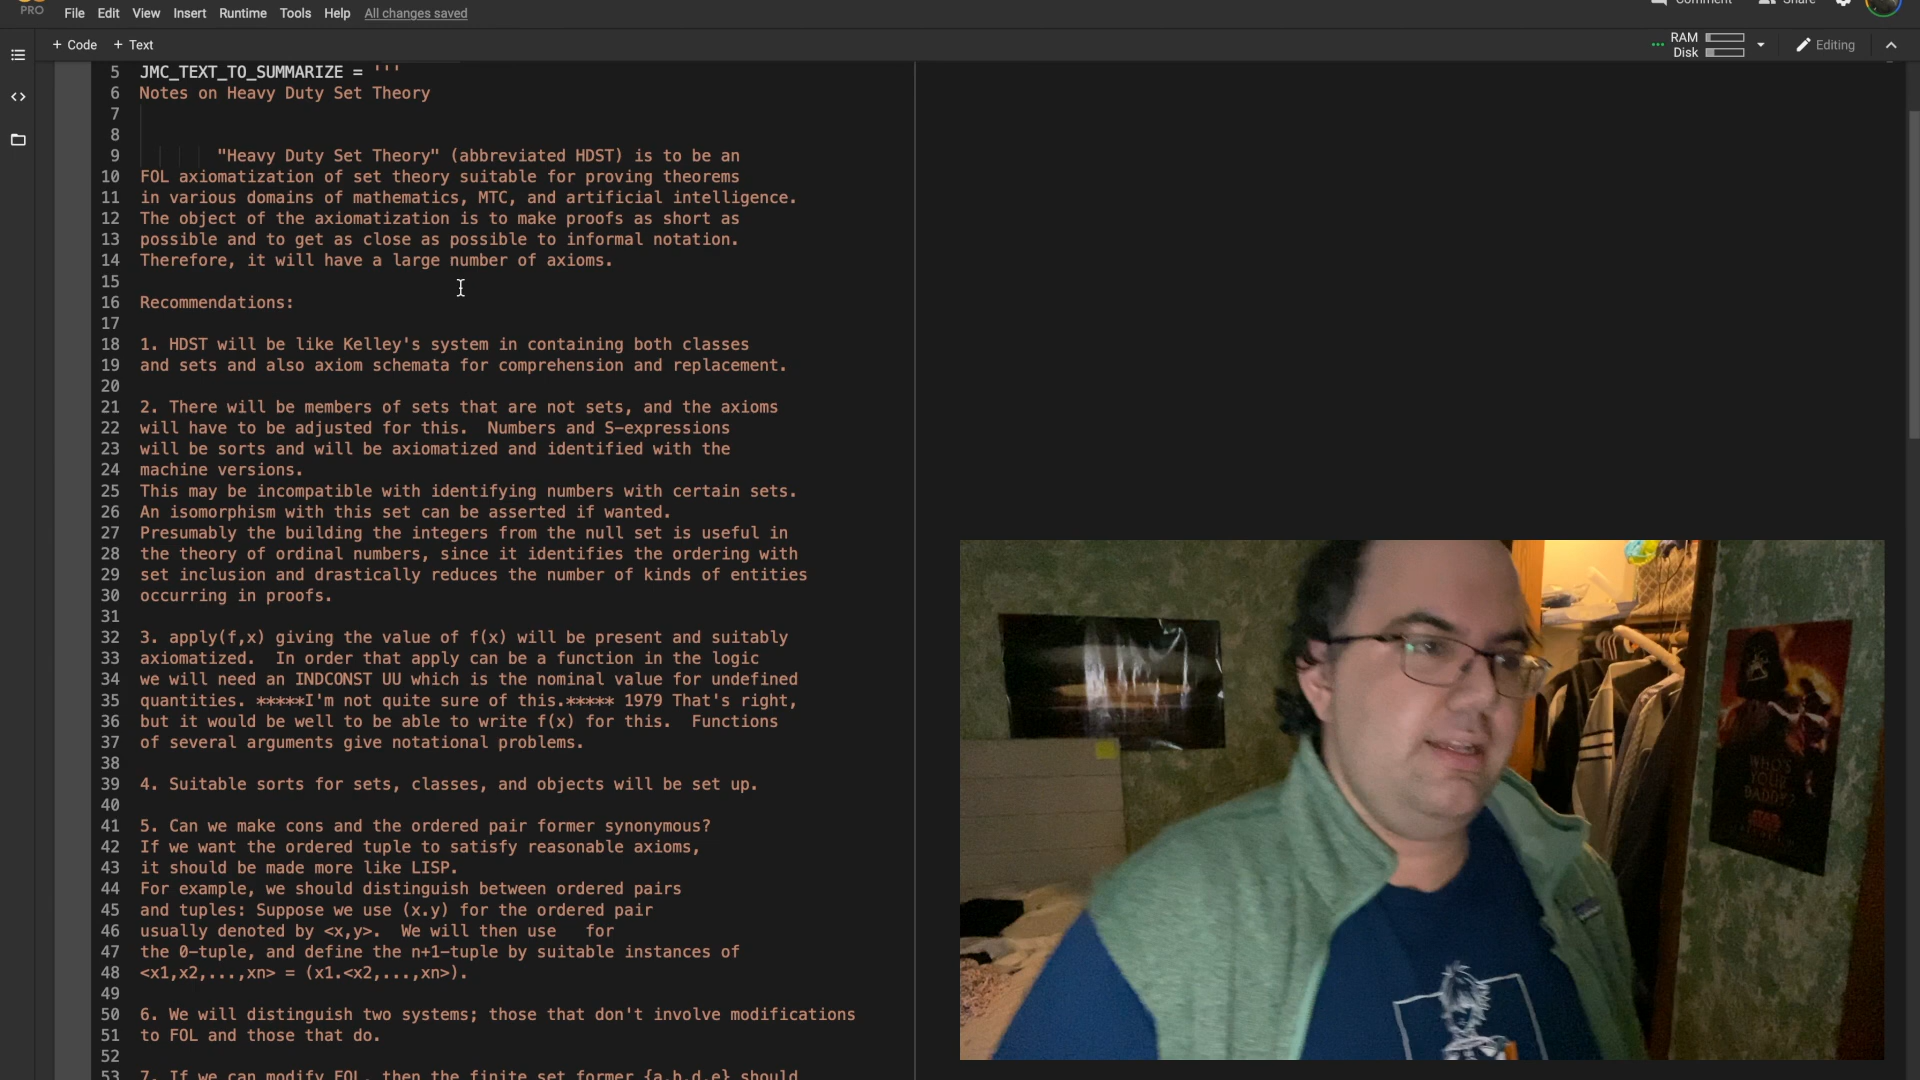 PRO
File Edit View Insert Runtime Tools Help All changes saved
Comment Share
+ Code + Text
RAM
Disk
Editing
5 JMC_TEXT_TO_SUMMARIZE = '''
6 Notes on Heavy Duty Set Theory
7
8
9 "Heavy Duty Set Theory" (abbreviated HDST) is to be an
10 FOL axiomatization of set theory suitable for proving theorems
11 in various domains of mathematics, MTC, and artificial intelligence.
12 The object of the axiomatization is to make proofs as short as
13 possible and to get as close as possible to informal notation.
14 Therefore, it will have a large number of axioms.
15
16 Recommendations:
17
18 1. HDST will be like Kelley's system in containing both classes
19 and sets and also axiom schemata for comprehension and replacement.
20
21 2. There will be members of sets that are not sets, and the axioms
22 will have to be adjusted for this.  Numbers and S-expressions
23 will be sorts and will be axiomatized and identified with the
24 machine versions.
25 This may be incompatible with identifying numbers with certain sets.
26 An isomorphism with this set can be asserted if wanted.
27 Presumably the building the integers from the null set is useful in
28 the theory of ordinal numbers, since it identifies the ordering with
29 set inclusion and drastically reduces the number of kinds of entities
30 occurring in proofs.
31
32 3. apply(f,x) giving the value of f(x) will be present and suitably
33 axiomatized.  In order that apply can be a function in the logic
34 we will need an INDCONST UU which is the nominal value for undefined
35 quantities. *****I'm not quite sure of this.***** 1979 That's right,
36 but it would be well to be able to write f(x) for this.  Functions
37 of several arguments give notational problems.
38
39 4. Suitable sorts for sets, classes, and objects will be set up.
40
41 5. Can we make cons and the ordered pair former synonymous?
42 If we want the ordered tuple to satisfy reasonable axioms,
43 it should be made more like LISP.
44 For example, we should distinguish between ordered pairs
45 and tuples: Suppose we use (x.y) for the ordered pair
46 usually denoted by <x,y>.  We will then use   for
47 the 0-tuple, and define the n+1-tuple by suitable instances of
48 <x1,x2,...,xn> = (x1.<x2,...,xn>).
49
50 6. We will distinguish two systems; those that don't involve modifications
51 to FOL and those that do.
52
53 7. If we can modify FOL, then the finite set former {a,b,d,e} should
WHO'S
YOUR
DADDY?
STAR